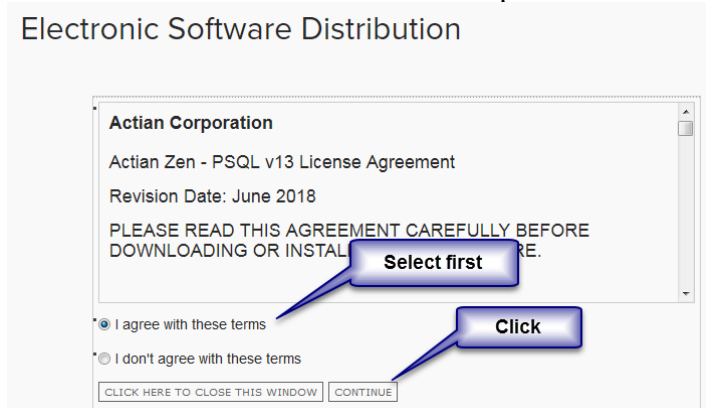 Electronic Software Distribution
Actian Corporation
Actian Zen - PSQL v13 License Agreement
Revision Date: June 2018
PLEASE READ THIS AGREEMENT CAREFULLY BEFORE
DOWNLOADING OR INSTAL RE.
Select first
I agree with these terms
Click
I don't agree with these terms
CLICK HERE TO CLOSE THIS WINDOW CONTINUE